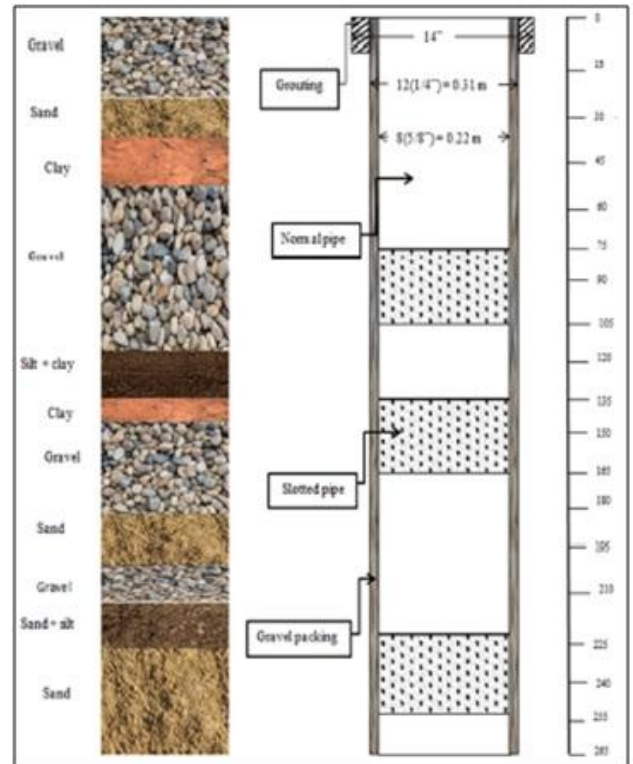 Gravel
Sand
Clay
Gravel
Silt + clay
Clay
Gravel
Sand
Gravel
Sand + silt
Sand
14"
Grouting
12(1/4")= 0.31 m
8(5/8")= 0.22 m
Normal pipe
Slotted pipe
Gravel packing
0
15
30
45
60
75
90
105
120
135
150
165
180
195
210
225
240
255
265